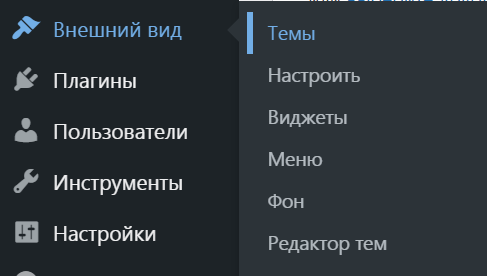 Внешний вид
Плагины
Пользователи
Инструменты
Настройки
Темы
Настроить
Виджеты
Меню
Фон
Редактор тем